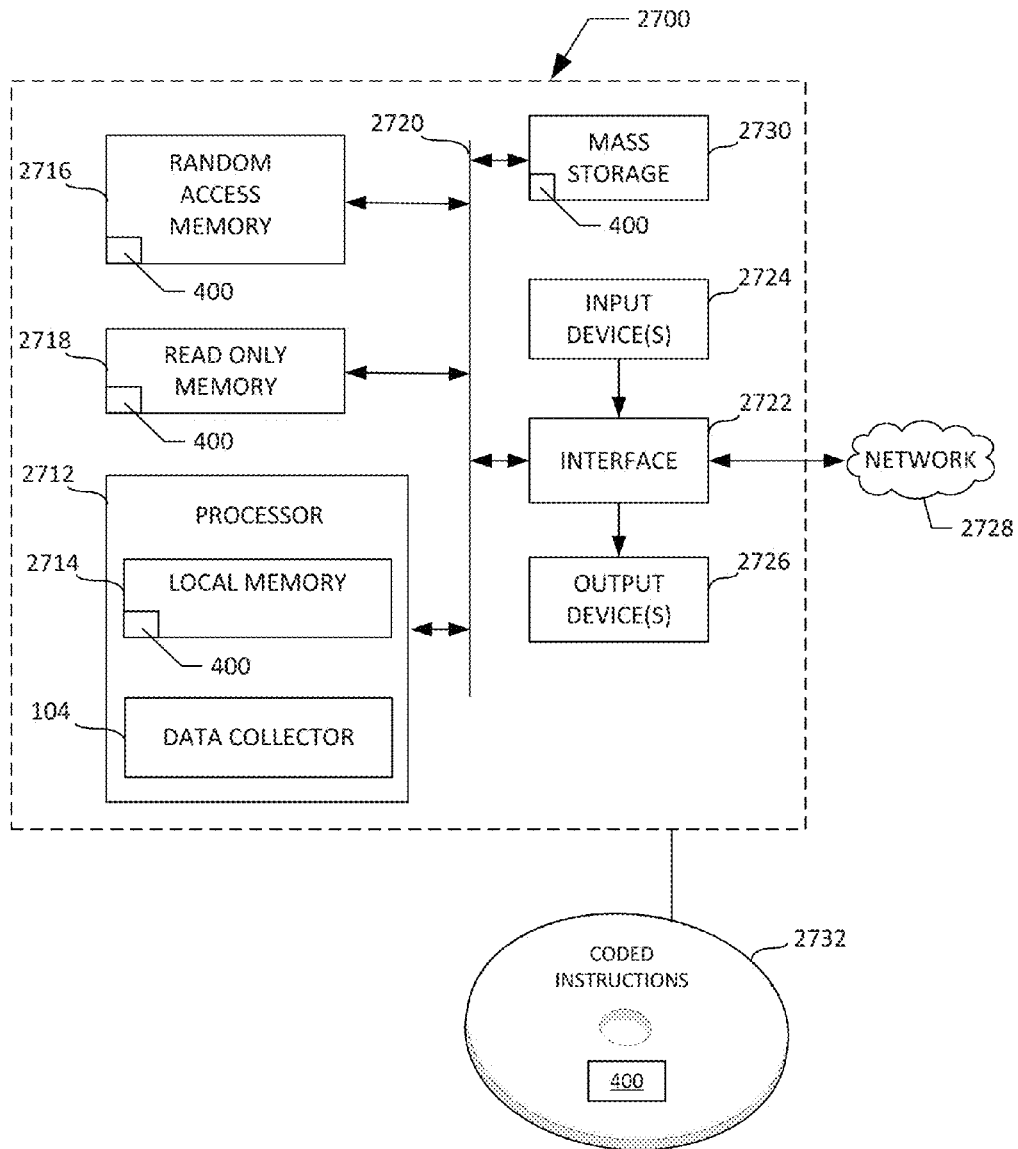 2700
2716
RANDOM
ACCESS
MEMORY
400
2720
MASS
STORAGE
2730
400
2718
READ ONLY
MEMORY
400
INPUT
DEVICE(S)
2724
INTERFACE
2722
NETWORK
2728
OUTPUT
DEVICE(S)
2726
2712
PROCESSOR
2714
LOCAL MEMORY
400
104
DATA COLLECTOR
CODED
INSTRUCTIONS
2732
400